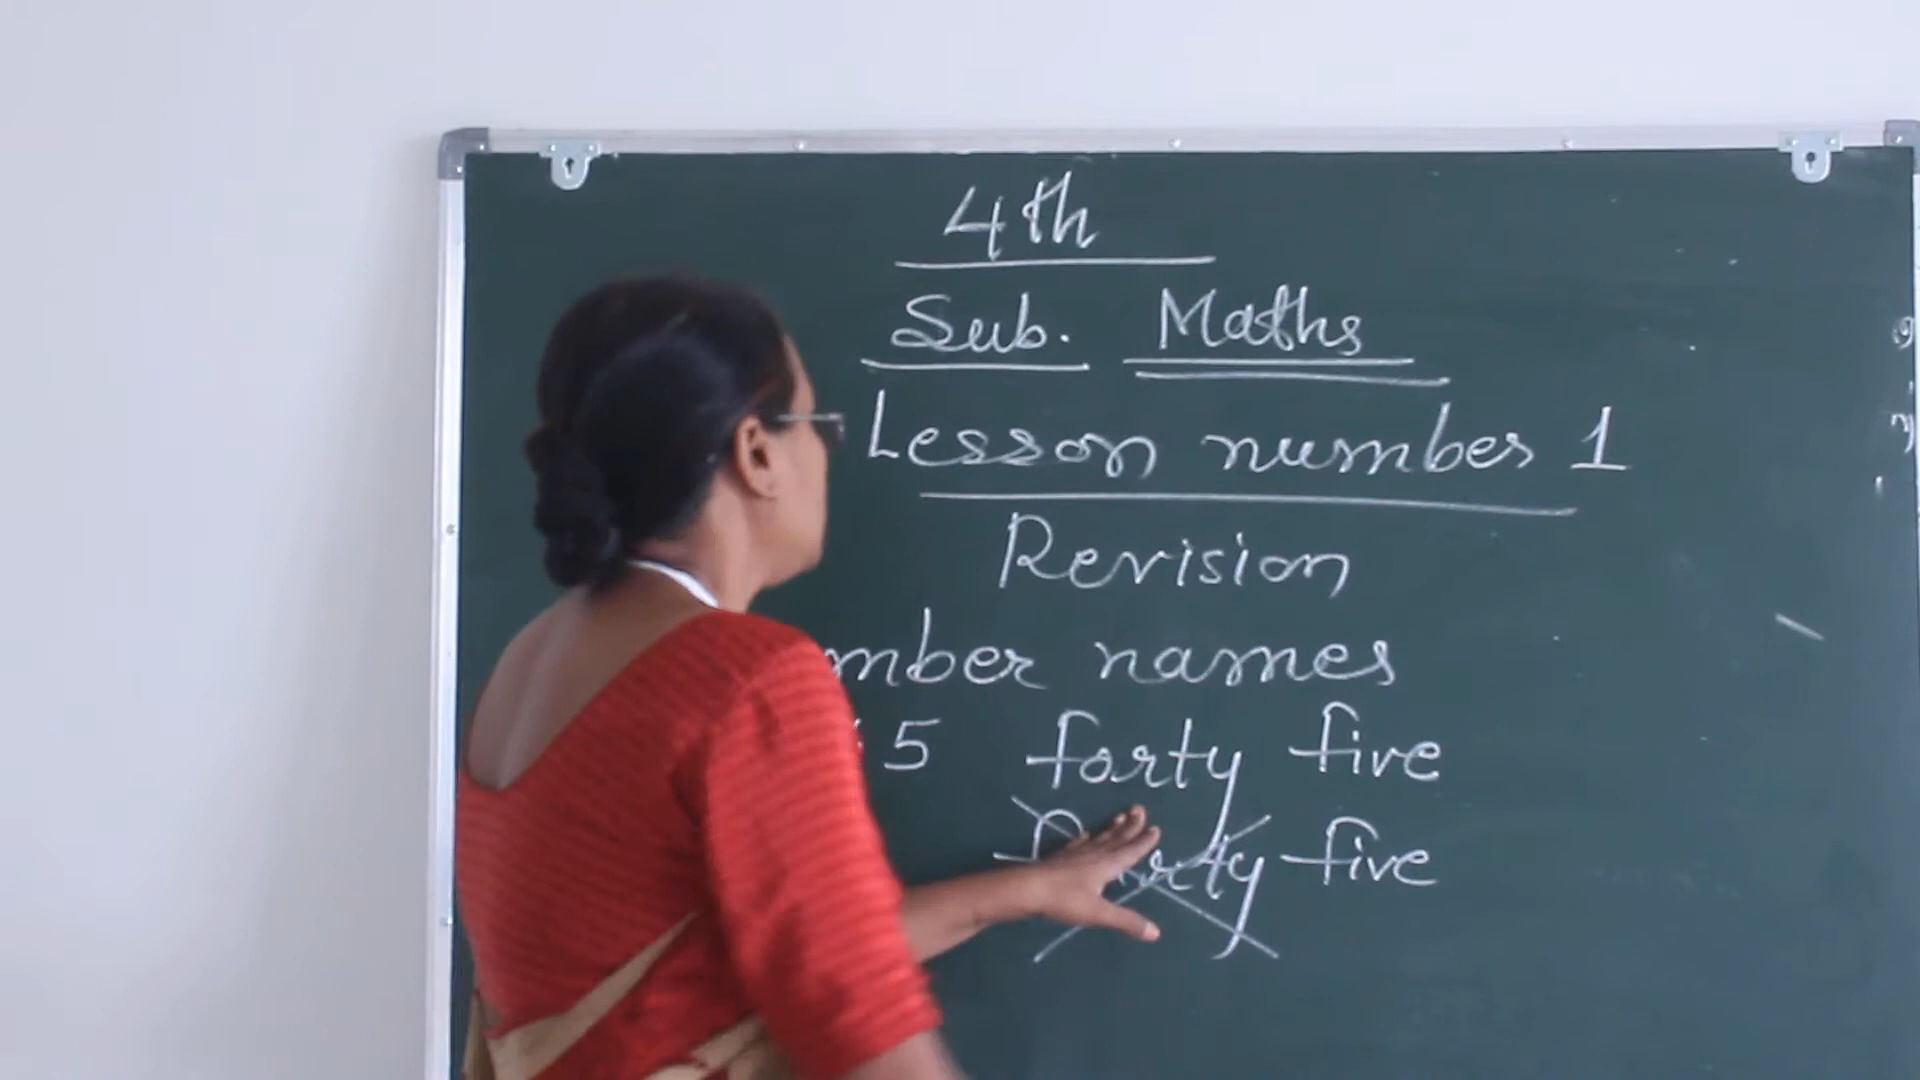 4th
Sub. Maths
Lesson number 1
Revision
mber names
5 forty five
five